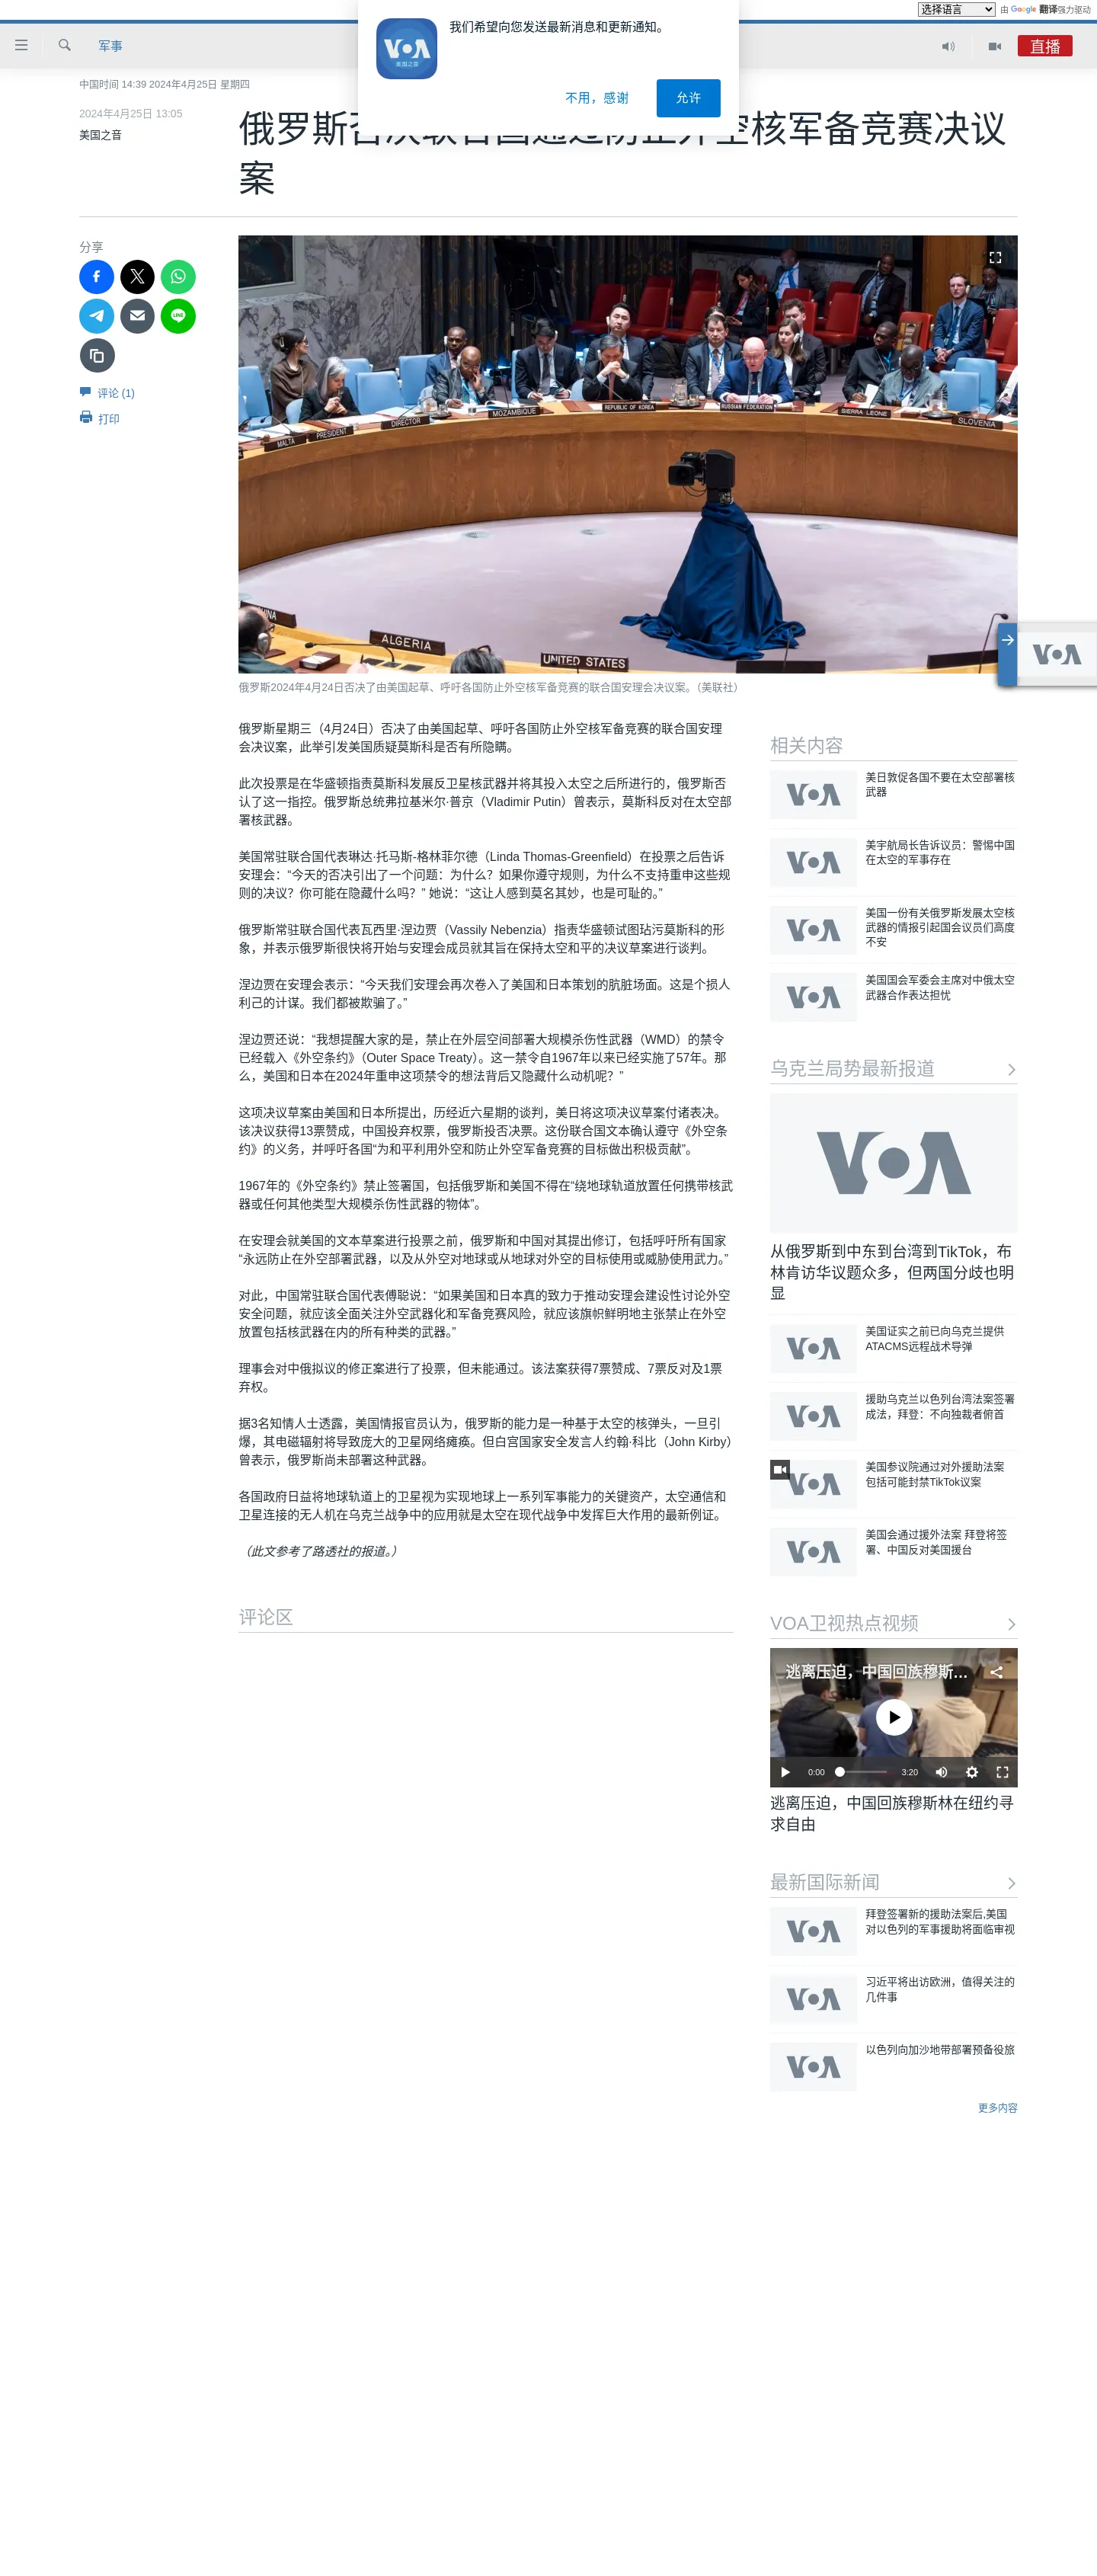 选择语言
由 Google 翻译强力驱动
军事
直播
VOA
美国之音
我们希望向您发送最新消息和更新通知。
不用，感谢
允许
中国时间 14:39 2024年4月25日 星期四
2024年4月25日 13:05
美国之音
俄罗斯否决联合国通过防止外空核军备竞赛决议
案
分享
评论 (1)
打印
MALTA
PRESIDENT
DIRECTOR
MOZAMBIQUE
REPUBLIC OF KOREA
RUSSIAN FEDERATION
SIERRA LEONE
SLOVENIA
ALGERIA
UNITED STATES
VOA
俄罗斯2024年4月24日否决了由美国起草、呼吁各国防止外空核军备竞赛的联合国安理会决议案。（美联社）
俄罗斯星期三（4月24日）否决了由美国起草、呼吁各国防止外空核军备竞赛的联合国安理
会决议案，此举引发美国质疑莫斯科是否有所隐瞒。
此次投票是在华盛顿指责莫斯科发展反卫星核武器并将其投入太空之后所进行的，俄罗斯否
认了这一指控。俄罗斯总统弗拉基米尔·普京（Vladimir Putin）曾表示，莫斯科反对在太空部
署核武器。
美国常驻联合国代表琳达·托马斯-格林菲尔德（Linda Thomas-Greenfield）在投票之后告诉
安理会：“今天的否决引出了一个问题：为什么？如果你遵守规则，为什么不支持重申这些规
则的决议？你可能在隐藏什么吗？” 她说：“这让人感到莫名其妙，也是可耻的。”
俄罗斯常驻联合国代表瓦西里·涅边贾（Vassily Nebenzia）指责华盛顿试图玷污莫斯科的形
象，并表示俄罗斯很快将开始与安理会成员就其旨在保持太空和平的决议草案进行谈判。
涅边贾在安理会表示：“今天我们安理会再次卷入了美国和日本策划的肮脏场面。这是个损人
利己的计谋。我们都被欺骗了。”
涅边贾还说：“我想提醒大家的是，禁止在外层空间部署大规模杀伤性武器（WMD）的禁令
已经载入《外空条约》（Outer Space Treaty）。这一禁令自1967年以来已经实施了57年。那
么，美国和日本在2024年重申这项禁令的想法背后又隐藏什么动机呢？”
这项决议草案由美国和日本所提出，历经近六星期的谈判，美日将这项决议草案付诸表决。
该决议获得13票赞成，中国投弃权票，俄罗斯投否决票。这份联合国文本确认遵守《外空条
约》的义务，并呼吁各国“为和平利用外空和防止外空军备竞赛的目标做出积极贡献”。
1967年的《外空条约》禁止签署国，包括俄罗斯和美国不得在“绕地球轨道放置任何携带核武
器或任何其他类型大规模杀伤性武器的物体”。
在安理会就美国的文本草案进行投票之前，俄罗斯和中国对其提出修订，包括呼吁所有国家
“永远防止在外空部署武器，以及从外空对地球或从地球对外空的目标使用或威胁使用武力。”
对此，中国常驻联合国代表傅聪说：“如果美国和日本真的致力于推动安理会建设性讨论外空
安全问题，就应该全面关注外空武器化和军备竞赛风险，就应该旗帜鲜明地主张禁止在外空
放置包括核武器在内的所有种类的武器。”
理事会对中俄拟议的修正案进行了投票，但未能通过。该法案获得7票赞成、7票反对及1票
弃权。
据3名知情人士透露，美国情报官员认为，俄罗斯的能力是一种基于太空的核弹头，一旦引
爆，其电磁辐射将导致庞大的卫星网络瘫痪。但白宫国家安全发言人约翰·科比（John Kirby）
曾表示，俄罗斯尚未部署这种武器。
各国政府日益将地球轨道上的卫星视为实现地球上一系列军事能力的关键资产，太空通信和
卫星连接的无人机在乌克兰战争中的应用就是太空在现代战争中发挥巨大作用的最新例证。
（此文参考了路透社的报道。）
评论区
相关内容
VOA
美日敦促各国不要在太空部署核
武器
VOA
美宇航局长告诉议员：警惕中国
在太空的军事存在
VOA
美国一份有关俄罗斯发展太空核
武器的情报引起国会议员们高度
不安
VOA
美国国会军委会主席对中俄太空
武器合作表达担忧
乌克兰局势最新报道
VOA
从俄罗斯到中东到台湾到TikTok，布
林肯访华议题众多，但两国分歧也明
显
VOA
美国证实之前已向乌克兰提供
ATACMS远程战术导弹
VOA
援助乌克兰以色列台湾法案签署
成法，拜登：不向独裁者俯首
VOA
美国参议院通过对外援助法案
包括可能封禁TikTok议案
VOA
美国会通过援外法案 拜登将签
署、中国反对美国援台
VOA卫视热点视频
逃离压迫，中国回族穆斯…
0:00
3:20
逃离压迫，中国回族穆斯林在纽约寻
求自由
最新国际新闻
VOA
拜登签署新的援助法案后,美国
对以色列的军事援助将面临审视
VOA
习近平将出访欧洲，值得关注的
几件事
VOA
以色列向加沙地带部署预备役旅
更多内容